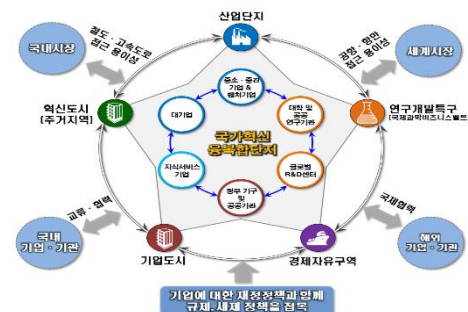 산업단지
국내시장
철도·고속도로
접근 용이성
공항·항만
접근 용이성
세계시장
혁신도시
[주거지역]
연구개발특구
[국제과학비즈니스벨트]
중소·중견
기업 &
벤처기업
대기업
대학 및
공공
연구기관
국가혁신
융복합단지
지식서비스
기업
글로벌
R&D센터
정부 기구
및
공공기관
교류·협력
국제협력
국내
기업·기관
해외
기업·기관
기업도시
경제자유구역
기업에 대한 재정정책과 함께
규제, 세제 정책을 접목